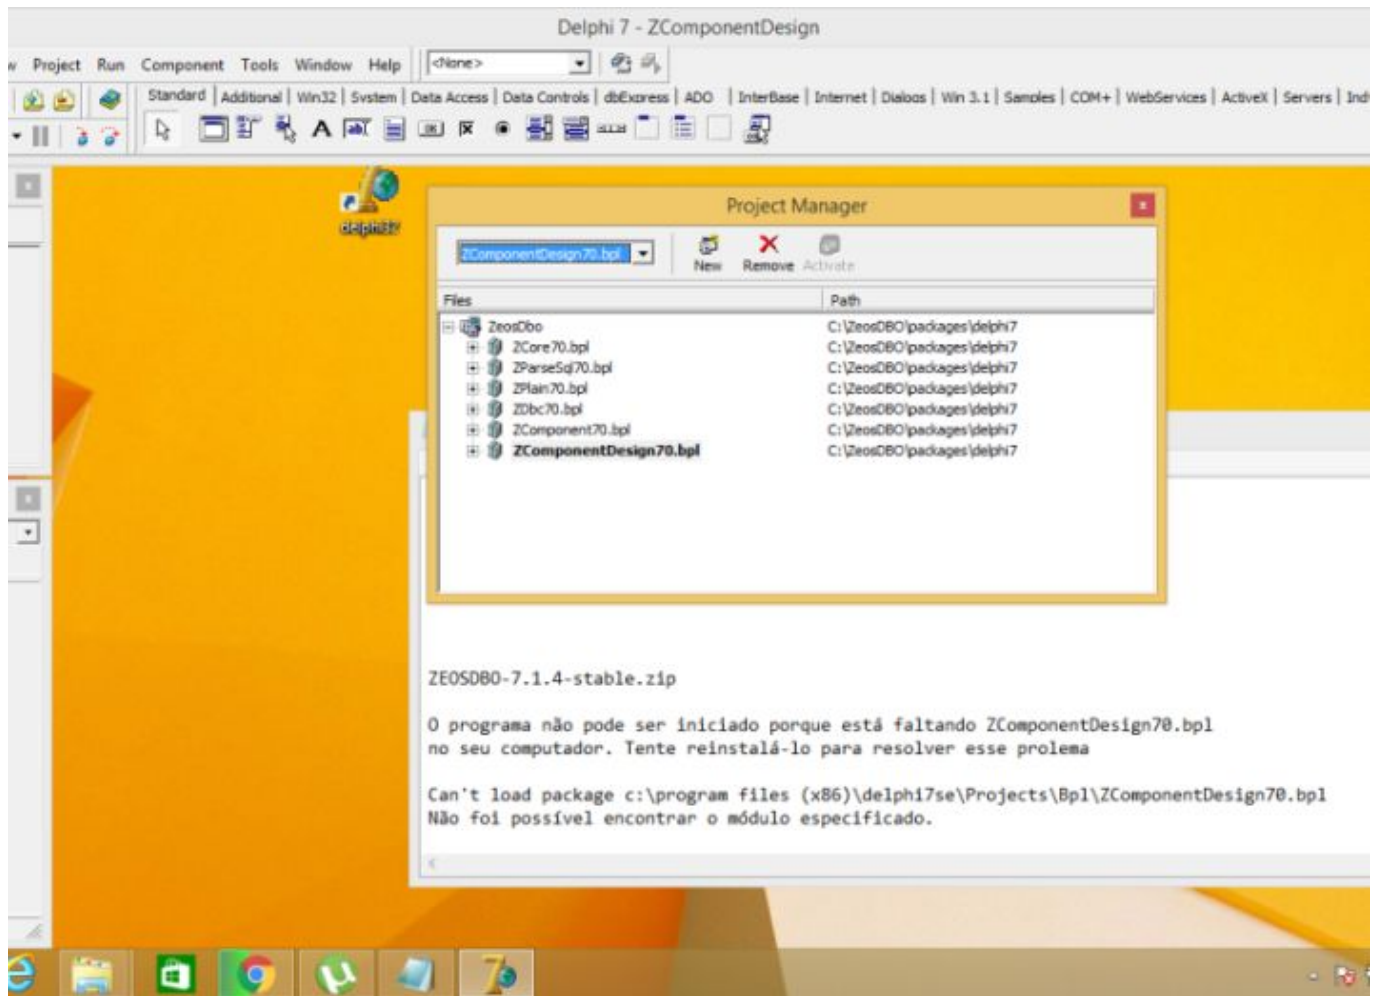 Delphi 7 - ZComponentDesign
Project Run Component Tools Window Help <None>
Standard Additional Win32 System Data Access Data Controls dbExpress ADO InterBase Internet Dialogs Win 3.1 Samples COM+ WebServices ActiveX Servers
delphi7
Project Manager
ZComponentDesign70.bpl New Remove Activate
Files Path
ZeosDbo C:\ZeosDBO\packages\delphi7
ZCore70.bpl C:\ZeosDBO\packages\delphi7
ZParseSql70.bpl C:\ZeosDBO\packages\delphi7
ZPlain70.bpl C:\ZeosDBO\packages\delphi7
ZDbc70.bpl C:\ZeosDBO\packages\delphi7
ZComponent70.bpl C:\ZeosDBO\packages\delphi7
ZComponentDesign70.bpl C:\ZeosDBO\packages\delphi7
ZEOSDBO-7.1.4-stable.zip
O programa não pode ser iniciado porque está faltando ZComponentDesign70.bpl
no seu computador. Tente reinstalá-lo para resolver esse prolema
Can't load package c:\program files (x86)\delphi7se\Projects\Bpl\ZComponentDesign70.bpl
Não foi possível encontrar o módulo especificado.